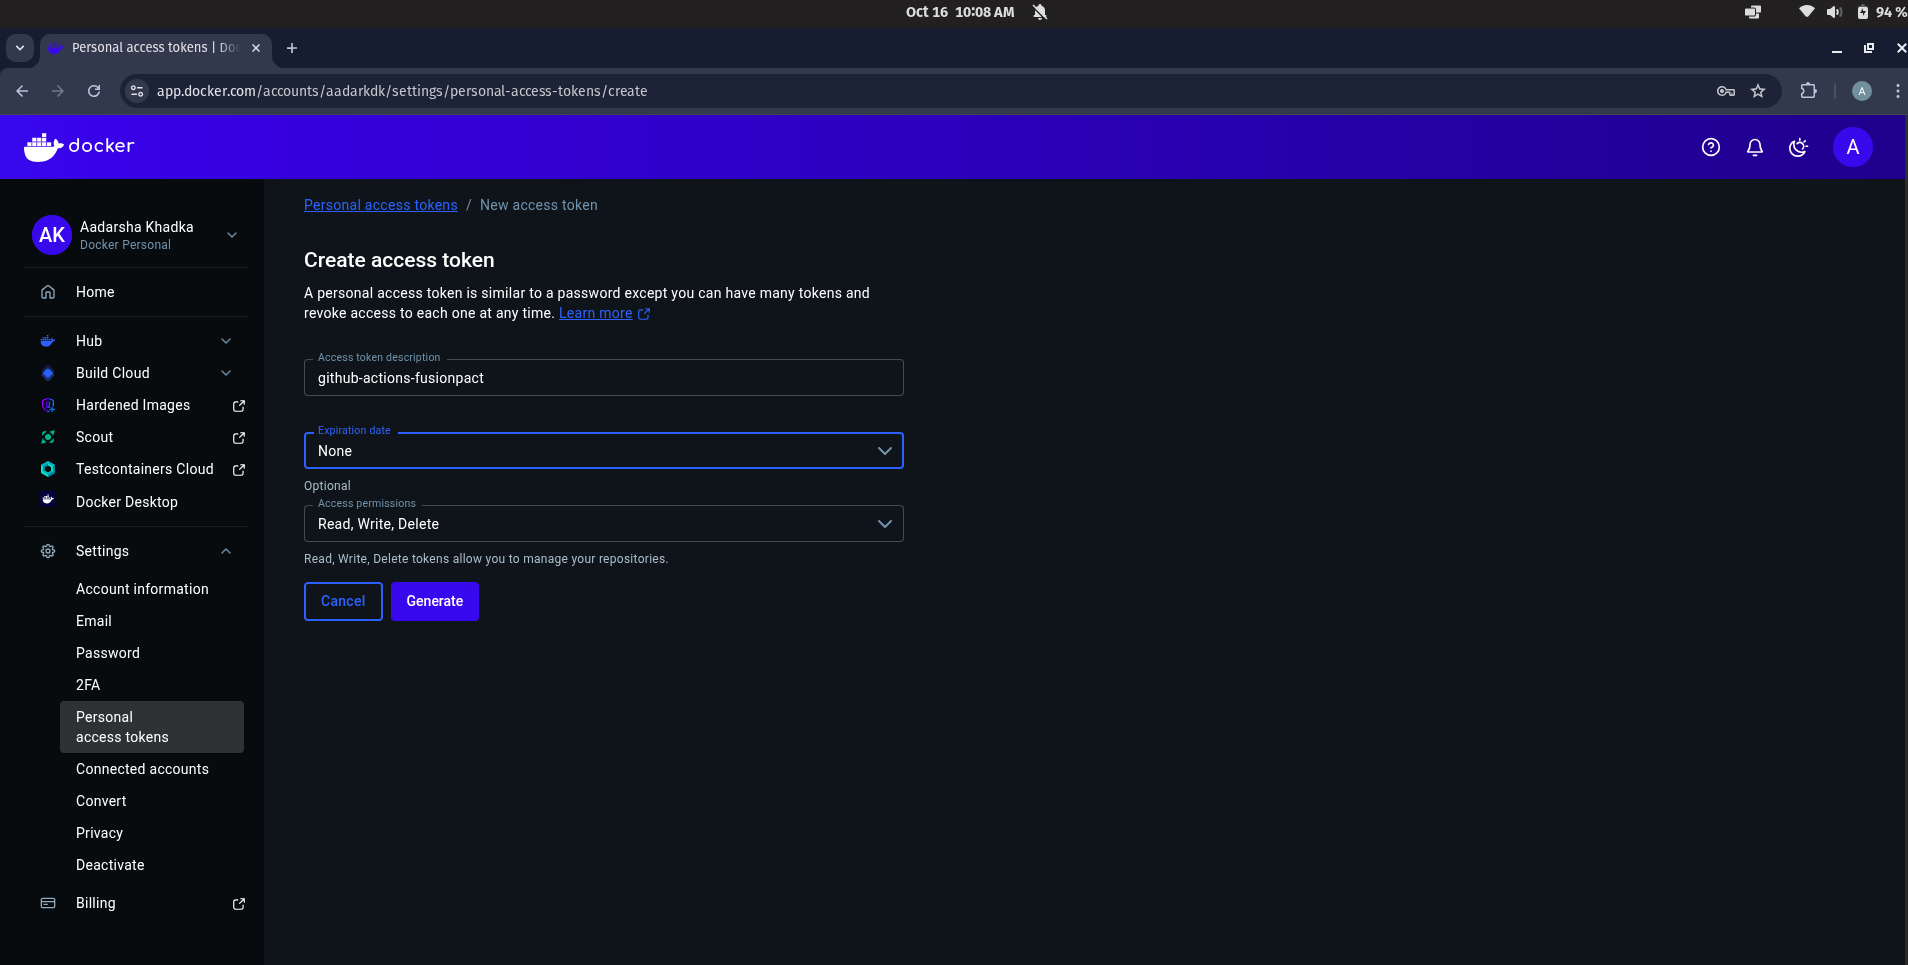 Oct 16 10:08 AM
94 %
Personal access tokens | Do
app.docker.com/accounts/aadarkdk/settings/personal-access-tokens/create
A
docker
A
AK
Aadarsha Khadka
Docker Personal
Home
Hub
Build Cloud
Hardened Images
Scout
Testcontainers Cloud
Docker Desktop
Settings
Account information
Email
Password
2FA
Personal
access tokens
Connected accounts
Convert
Privacy
Deactivate
Billing
Personal access tokens / New access token
Create access token
A personal access token is similar to a password except you can have many tokens and
revoke access to each one at any time. Learn more
Access token description
github-actions-fusionpact
Expiration date
None
Optional
Access permissions
Read, Write, Delete
Read, Write, Delete tokens allow you to manage your repositories.
Cancel Generate